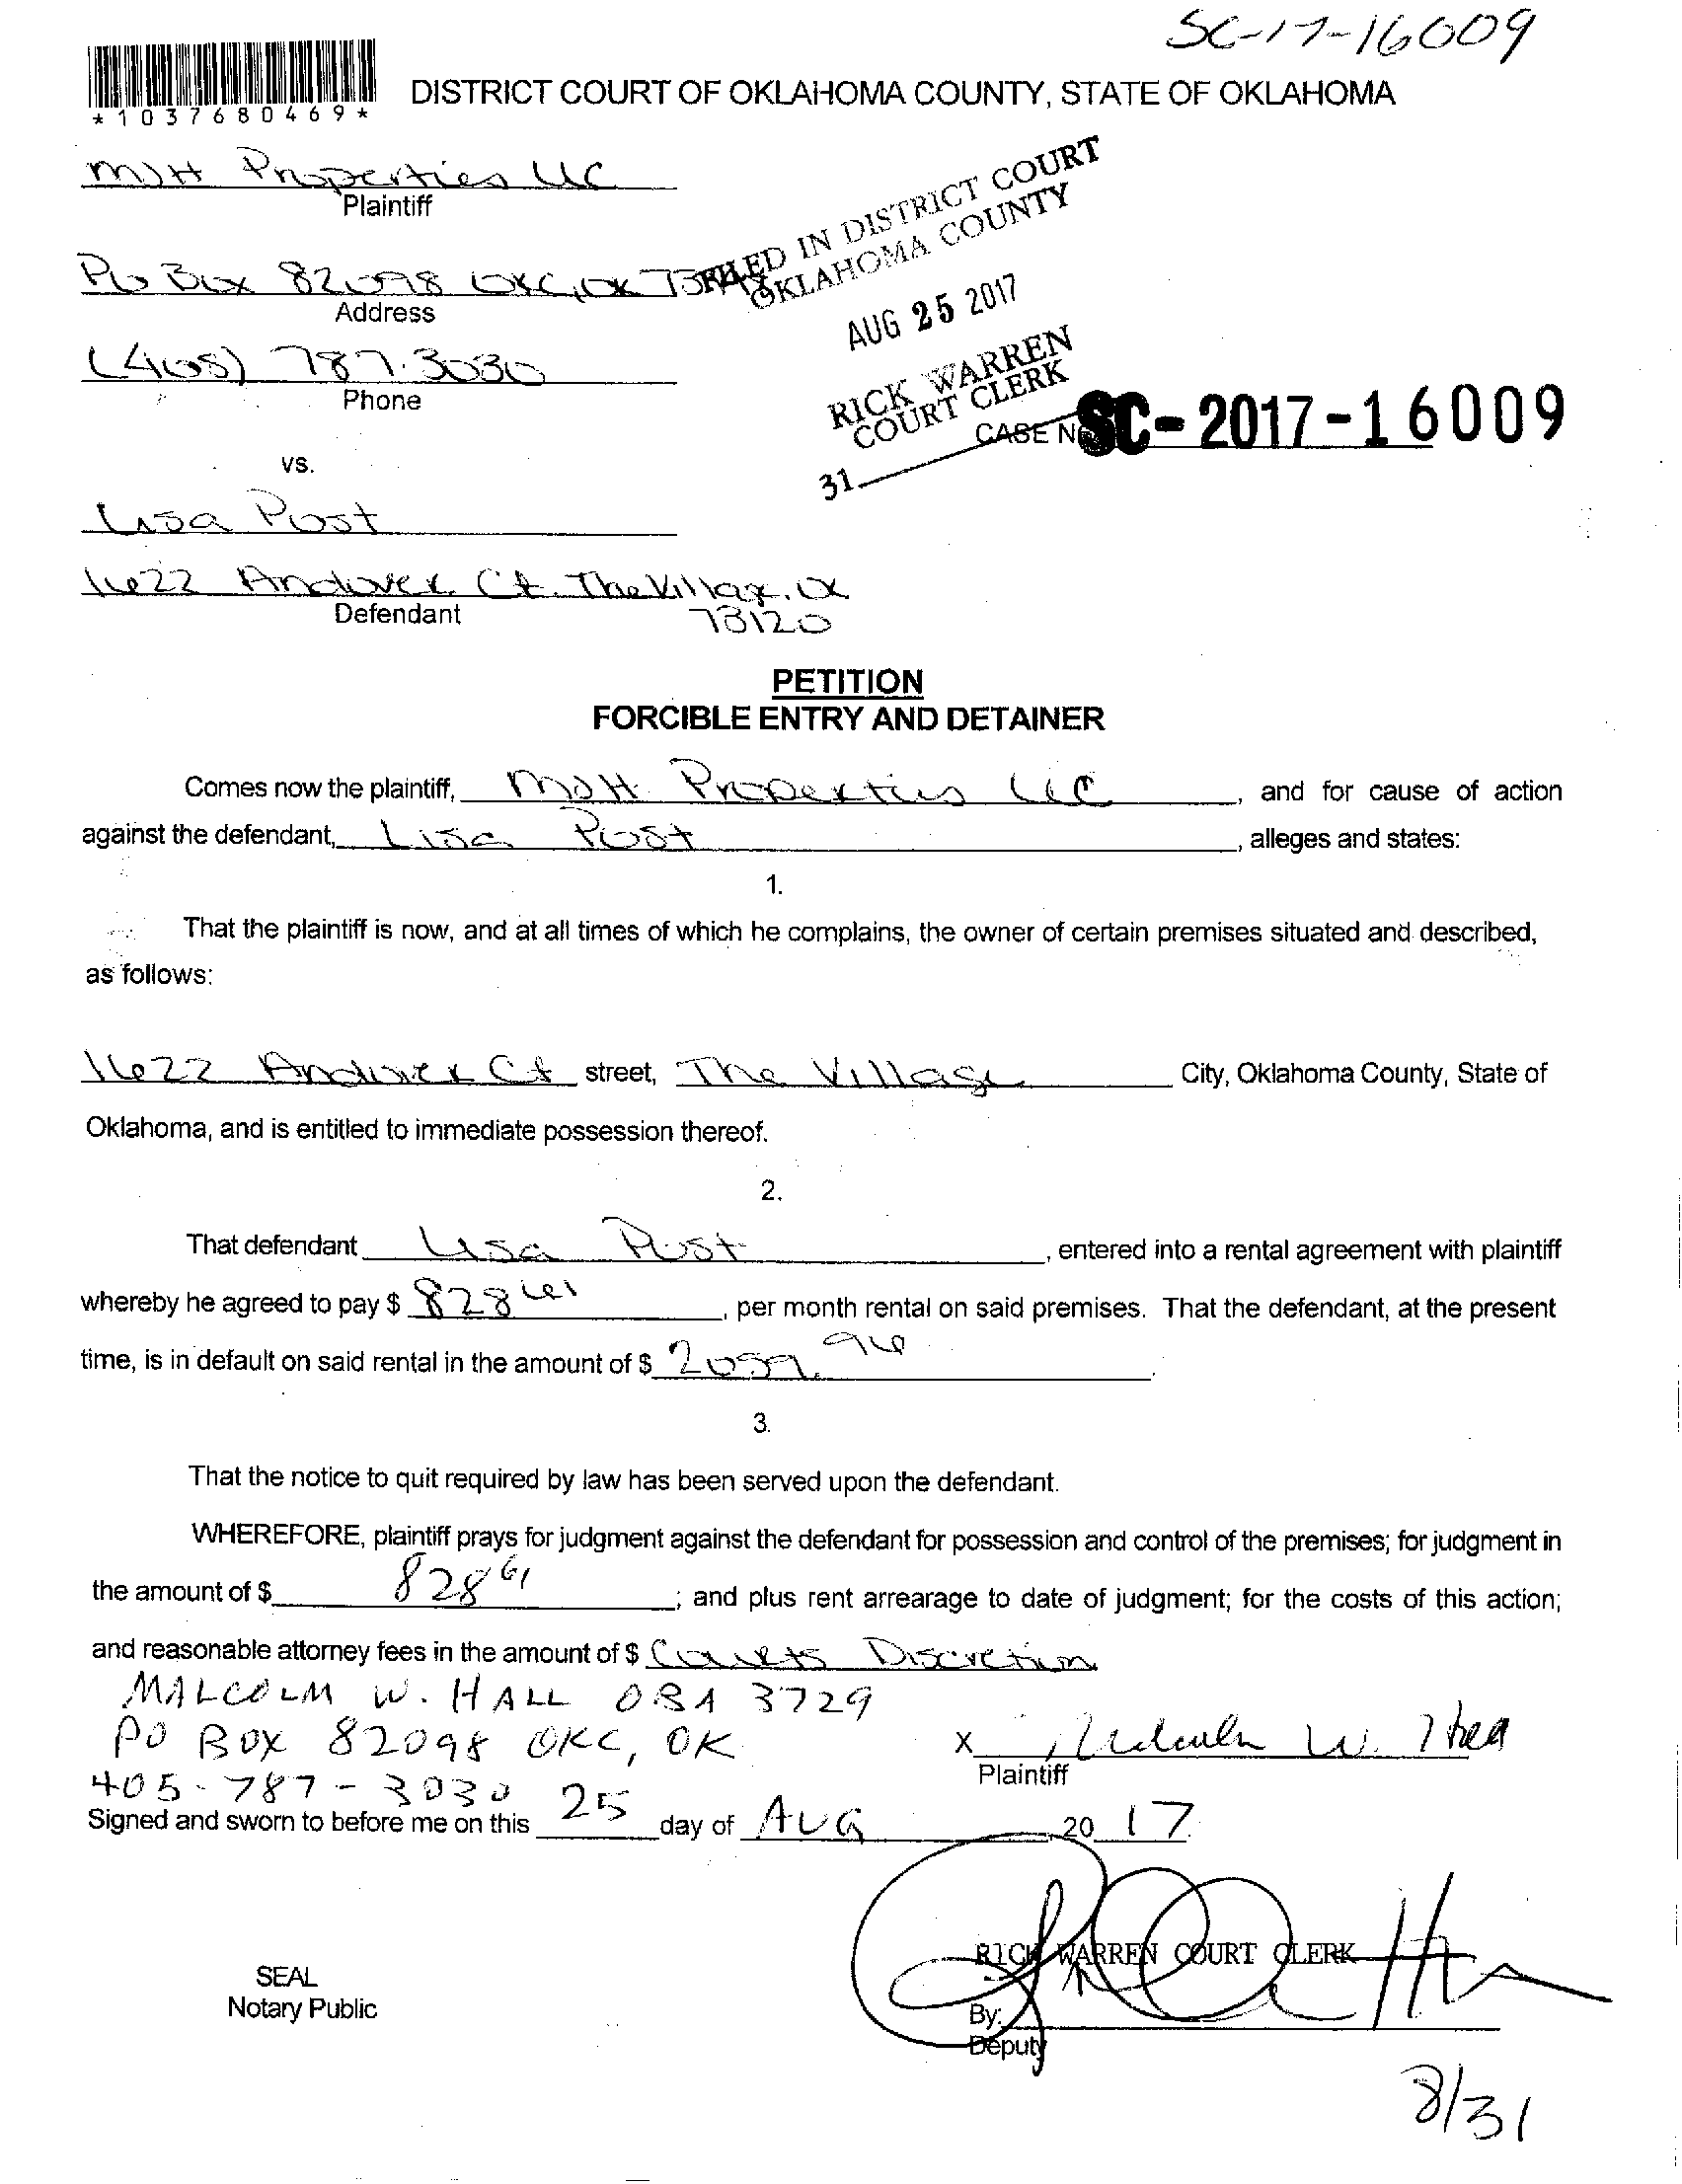 SC-17-16009
*1037680469*
DISTRICT COURT OF OKLAHOMA COUNTY, STATE OF OKLAHOMA
MJH Properties LLC
Plaintiff
FILED IN DISTRICT COURT
OKLAHOMA COUNTY
PO Box 82098 OKC, OK
Address
AUG 25 2017
(405) 787.3030
Phone
RICK WARREN
COURT CLERK
CASE NO. SC-2017-16009
31
vs.
Lisa Post
1622 Andover Ct. The Village, OK
Defendant
73120
PETITION
FORCIBLE ENTRY AND DETAINER
Comes now the plaintiff, MJH Properties LLC, and for cause of action
against the defendant, Lisa Post, alleges and states:
1.
That the plaintiff is now, and at all times of which he complains, the owner of certain premises situated and described,
as follows:
1622 Andover Ct street, The Village City, Oklahoma County, State of
Oklahoma, and is entitled to immediate possession thereof.
2.
That defendant Lisa Post, entered into a rental agreement with plaintiff
whereby he agreed to pay $ 828 61, per month rental on said premises. That the defendant, at the present
time, is in default on said rental in the amount of $ 2059.96.
3.
That the notice to quit required by law has been served upon the defendant.
WHEREFORE, plaintiff prays for judgment against the defendant for possession and control of the premises; for judgment in
the amount of $ 828 61; and plus rent arrearage to date of judgment; for the costs of this action;
and reasonable attorney fees in the amount of $ Courts Discretion
MALCOLM W. HALL OBA 3729
PO BOX 82098 OKC, OK
X Malcolm W. Hall
Plaintiff
405-787-3030
Signed and sworn to before me on this 25 day of AUG, 20 17
RICK WARREN COURT CLERK
SEAL
Notary Public
By:
Deputy
8/31